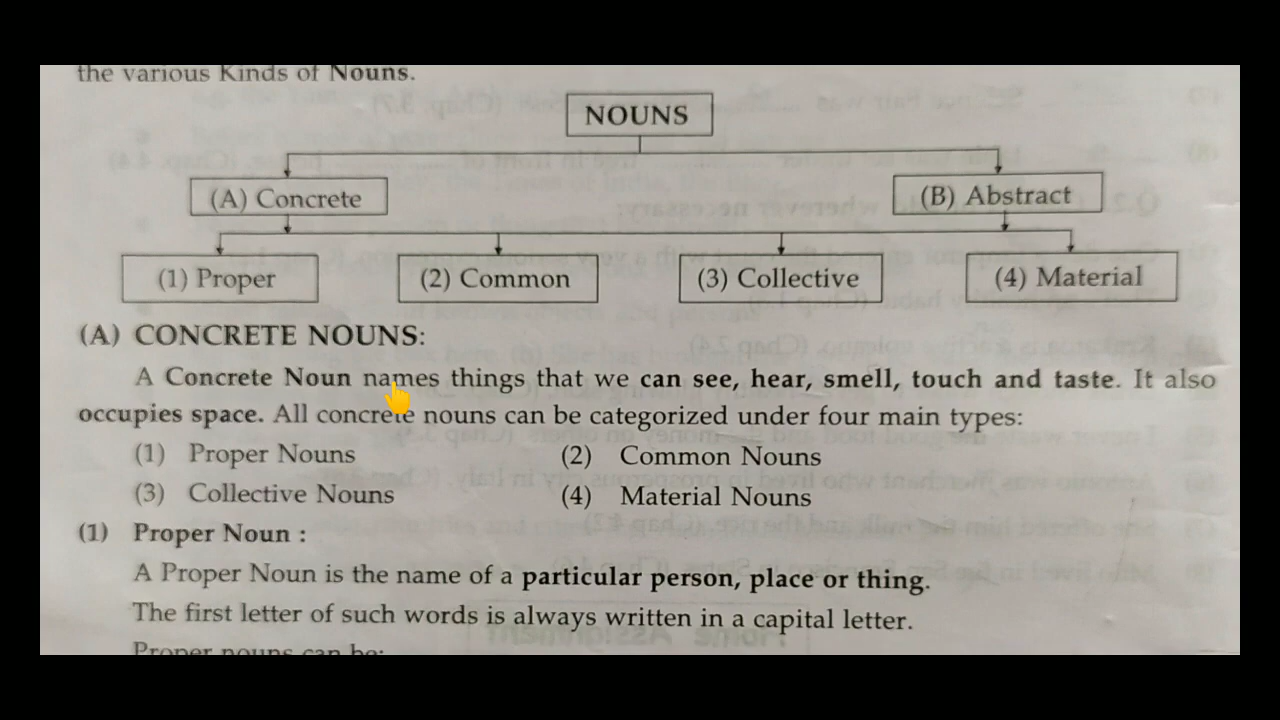 the various Kinds of Nouns.
NOUNS
(A) Concrete
(B) Abstract
(1) Proper
(2) Common
(3) Collective
(4) Material
(A) CONCRETE NOUNS:
A Concrete Noun names things that we can see, hear, smell, touch and taste. It also
occupies space. All concrete nouns can be categorized under four main types:
(1) Proper Nouns (2) Common Nouns
(3) Collective Nouns (4) Material Nouns
(1) Proper Noun :
A Proper Noun is the name of a particular person, place or thing.
The first letter of such words is always written in a capital letter.
Proper nouns can be: